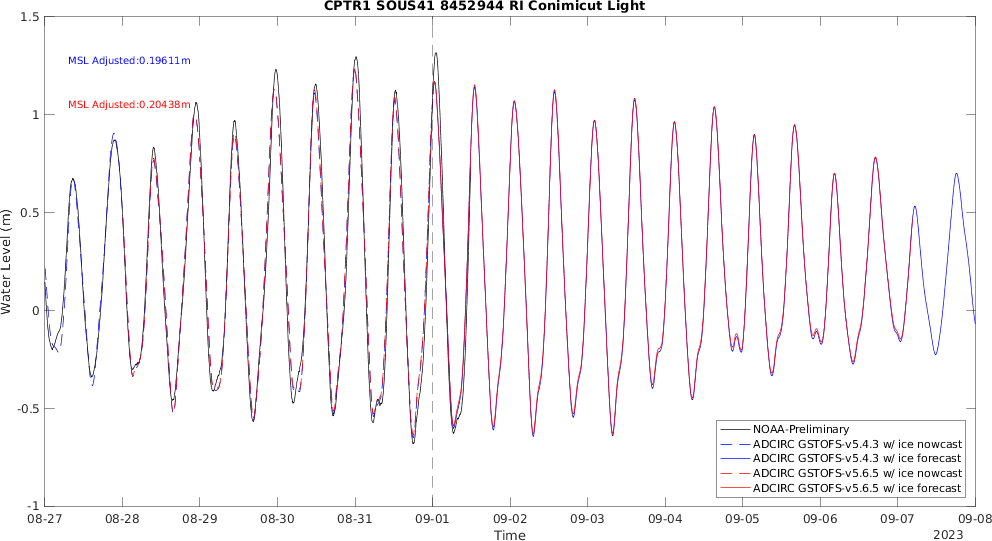 CPTR1 SOUS41 8452944 RI Conimicut Light
Water Level (m)
1.5
1
0.5
0
-0.5
-1
MSL Adjusted:0.19611m
MSL Adjusted:0.20438m
NOAA-Preliminary
ADCIRC GSTOFS-v5.4.3 w/ ice nowcast
ADCIRC GSTOFS-v5.4.3 w/ ice forecast
ADCIRC GSTOFS-v5.6.5 w/ ice nowcast
ADCIRC GSTOFS-v5.6.5 w/ ice forecast
08-27 08-28 08-29 08-30 08-31 09-01 09-02 09-03 09-04 09-05 09-06 09-07 09-08
Time
2023